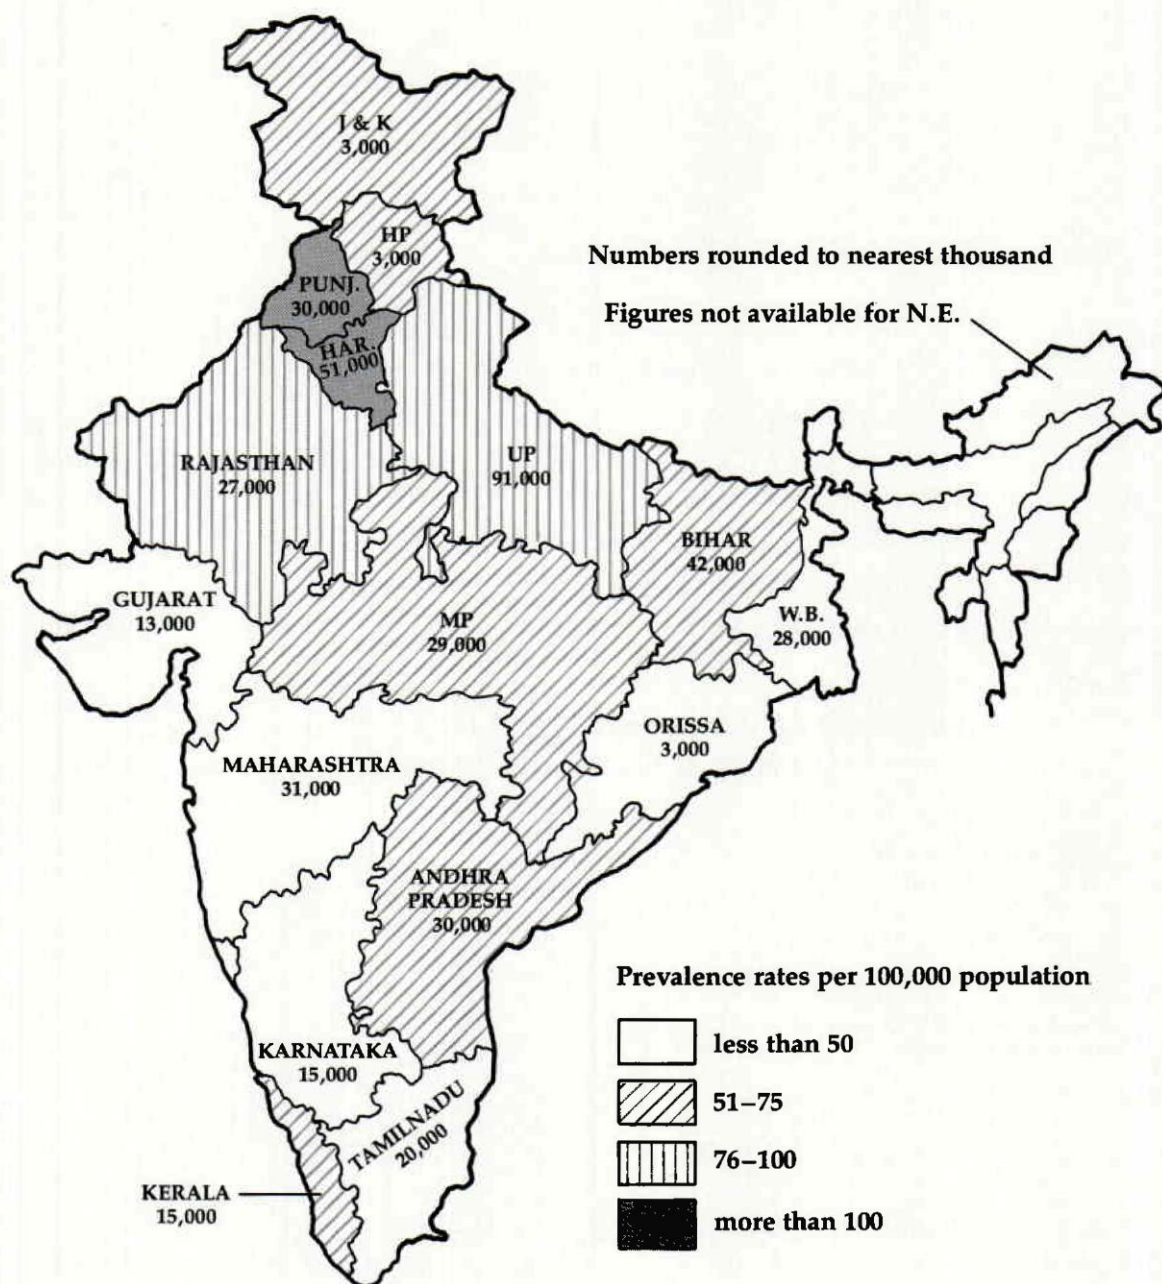 J & K
3,000
HP
3,000
Numbers rounded to nearest thousand
Figures not available for N.E.
PUNJ.
30,000
HAR.
51,000
RAJASTHAN
27,000
UP
91,000
BIHAR
42,000
GUJARAT
13,000
MP
29,000
W.B.
28,000
ORISSA
3,000
MAHARASHTRA
31,000
ANDHRA
PRADESH
30,000
Prevalence rates per 100,000 population
less than 50
51–75
76–100
more than 100
KARNATAKA
15,000
TAMILNADU
20,000
KERALA
15,000